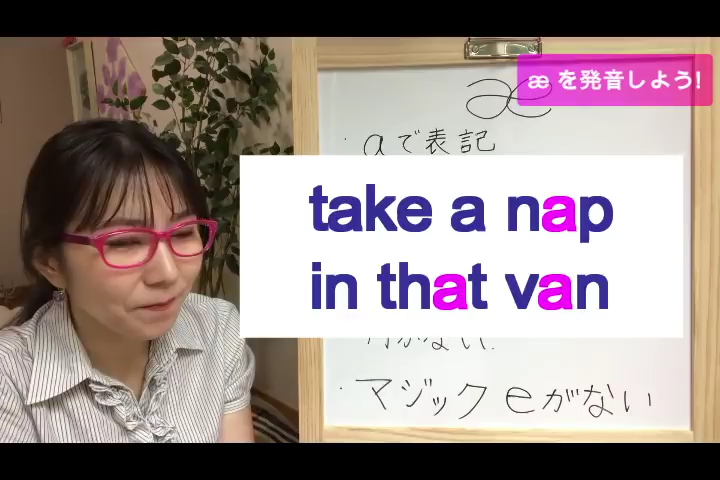 æ を発音しよう!
æ
・aで表記
take a nap
in that van
がない.
・マジックeがない